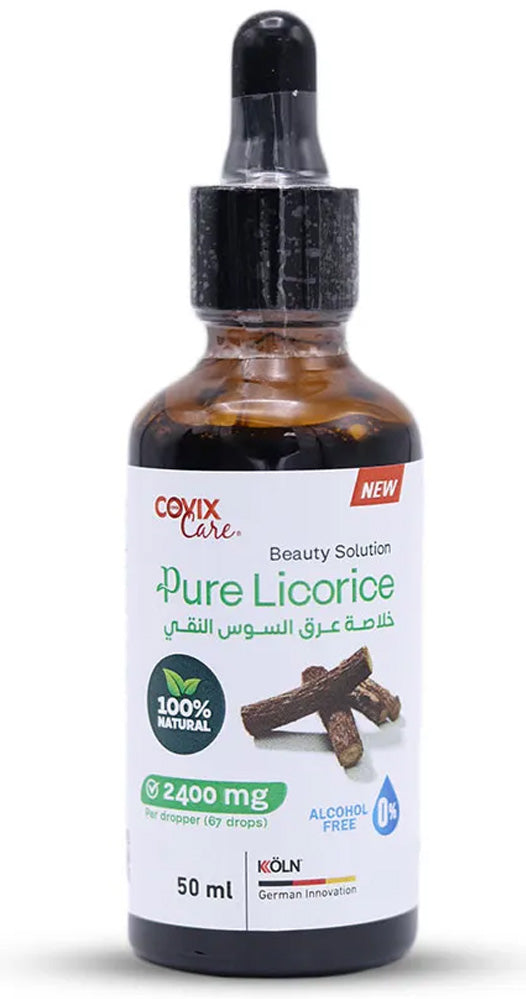 NEW
COVIX
Care®
Beauty Solution
Pure Licorice
خلاصة عرق السوس النقي
100%
NATURAL
2400 mg
Per dropper (67 drops)
ALCOHOL
FREE
0%
50 ml
KÖLN
German Innovation